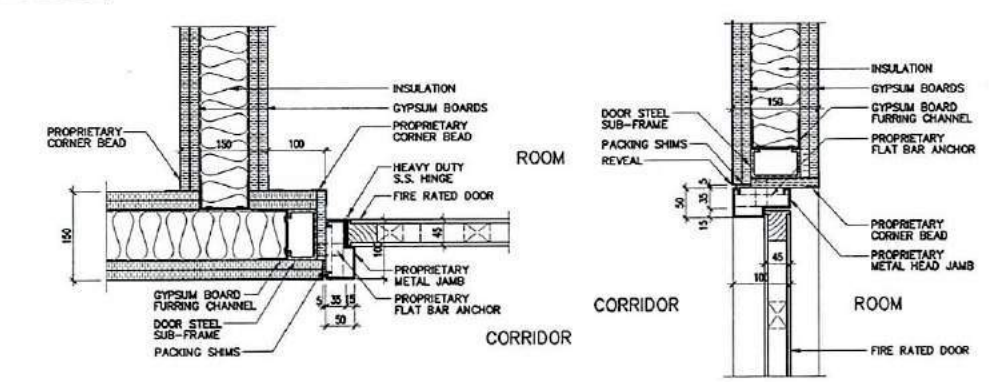 INSULATION
GYPSUM BOARDS
PROPRIETARY
CORNER BEAD
150
100
PROPRIETARY
CORNER BEAD
ROOM
HEAVY DUTY
S.S. HINGE
FIRE RATED DOOR
150
45
100
PROPRIETARY
METAL JAMB
GYPSUM BOARD
FURRING CHANNEL
5 35 15
PROPRIETARY
FLAT BAR ANCHOR
50
DOOR STEEL
SUB-FRAME
PACKING SHIMS
CORRIDOR
INSULATION
GYPSUM BOARDS
150
DOOR STEEL
SUB-FRAME
GYPSUM BOARD
FURRING CHANNEL
PACKING SHIMS
PROPRIETARY
FLAT BAR ANCHOR
REVEAL
5
50
35
15
PROPRIETARY
CORNER BEAD
45
PROPRIETARY
METAL HEAD JAMB
100
CORRIDOR
ROOM
FIRE RATED DOOR